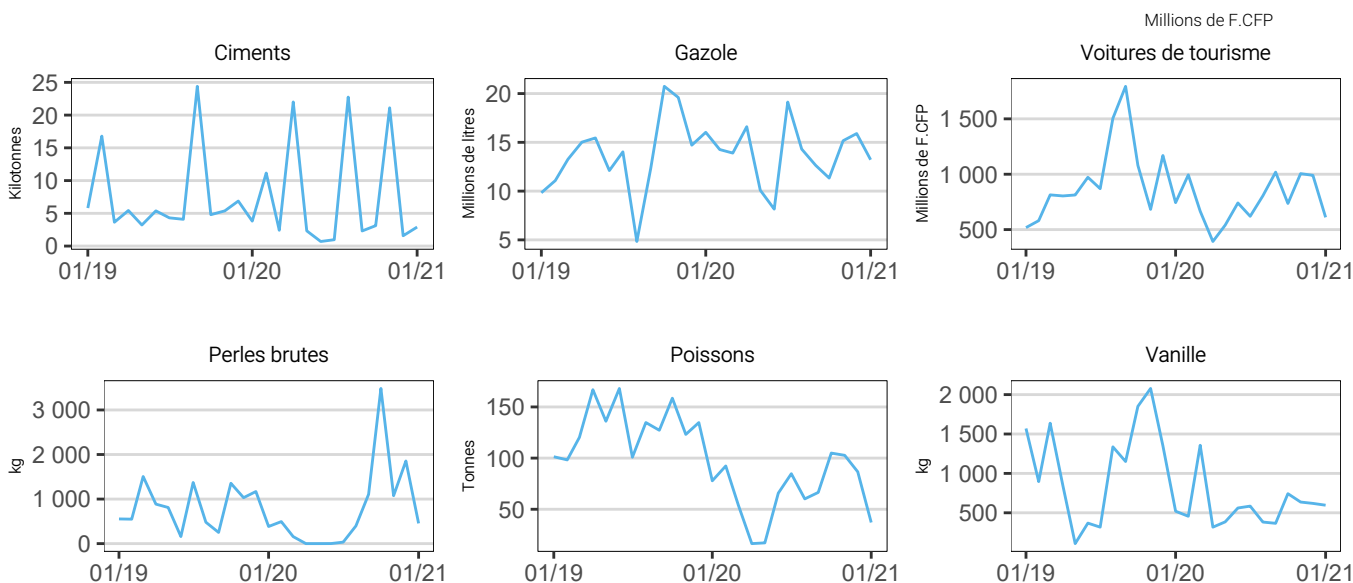 Millions de F.CFP
Ciments
Kilotonnes
25
20
15
10
5
0
01/19 01/20 01/21
Gazole
Millions de litres
20
15
10
5
01/19 01/20 01/21
Voitures de tourisme
Millions de F.CFP
1 500
1 000
500
01/19 01/20 01/21
Perles brutes
kg
3 000
2 000
1 000
0
01/19 01/20 01/21
Poissons
Tonnes
150
100
50
01/19 01/20 01/21
Vanille
kg
2 000
1 500
1 000
500
01/19 01/20 01/21